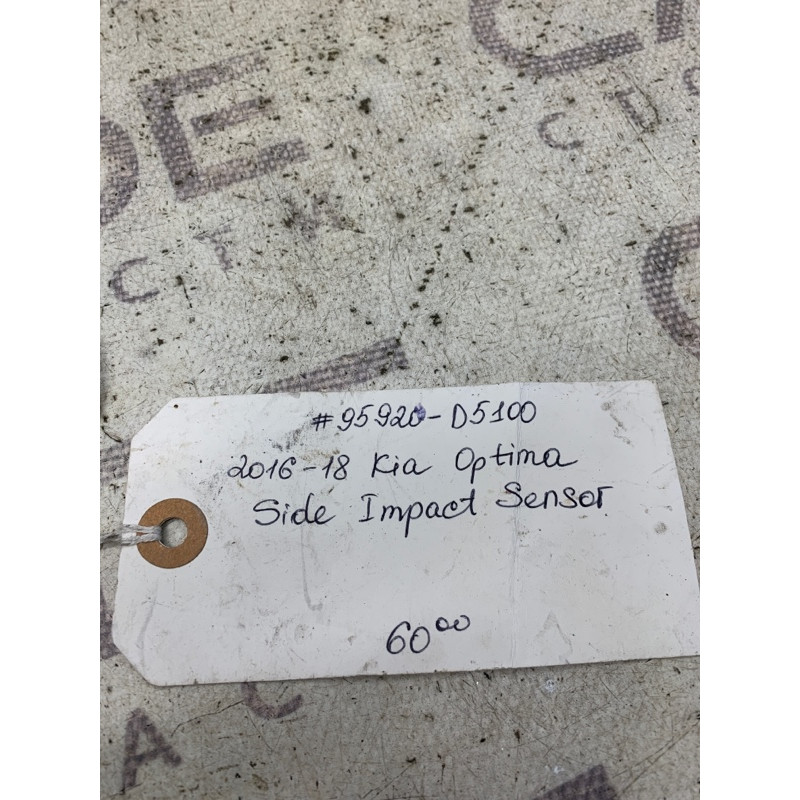 #95920-D5100
2016-18 Kia Optima
Side Impact Sensor
60⁰⁰